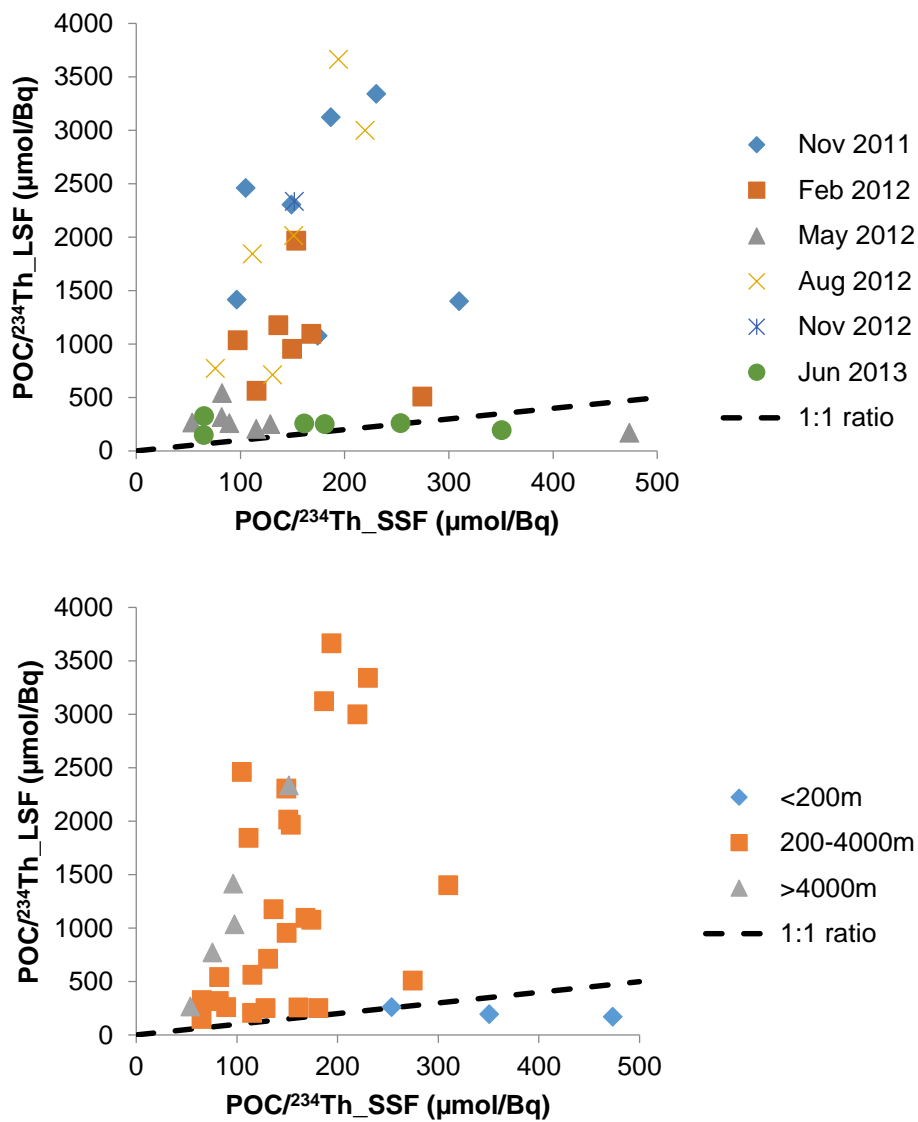 4000
3500
3000
2500
2000
1500
1000
500
0
POC/²³⁴Th_LSF (µmol/Bq)
0 100 200 300 400 500
POC/²³⁴Th_SSF (µmol/Bq)
Nov 2011
Feb 2012
May 2012
Aug 2012
Nov 2012
Jun 2013
1:1 ratio
4000
3500
3000
2500
2000
1500
1000
500
0
POC/²³⁴Th_LSF (µmol/Bq)
0 100 200 300 400 500
POC/²³⁴Th_SSF (µmol/Bq)
<200m
200-4000m
>4000m
1:1 ratio